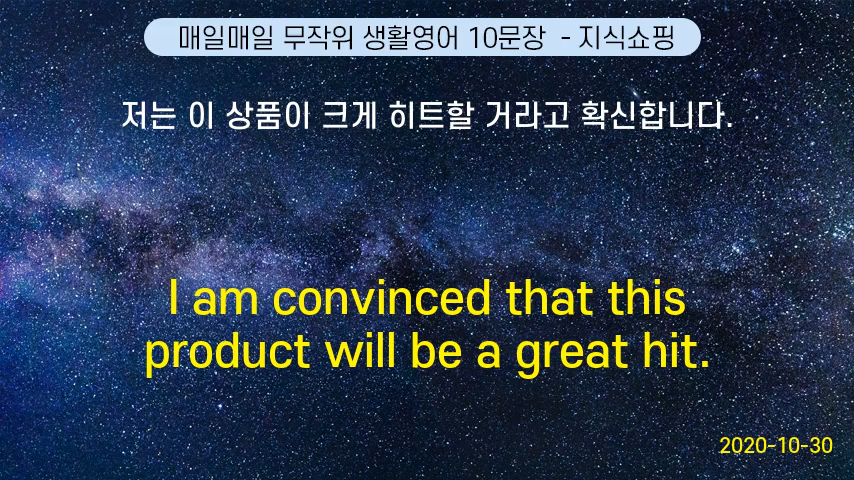 매일매일 무작위 생활영어 10문장 - 지식쇼핑
저는 이 상품이 크게 히트할 거라고 확신합니다.
I am convinced that this
product will be a great hit.
2020-10-30